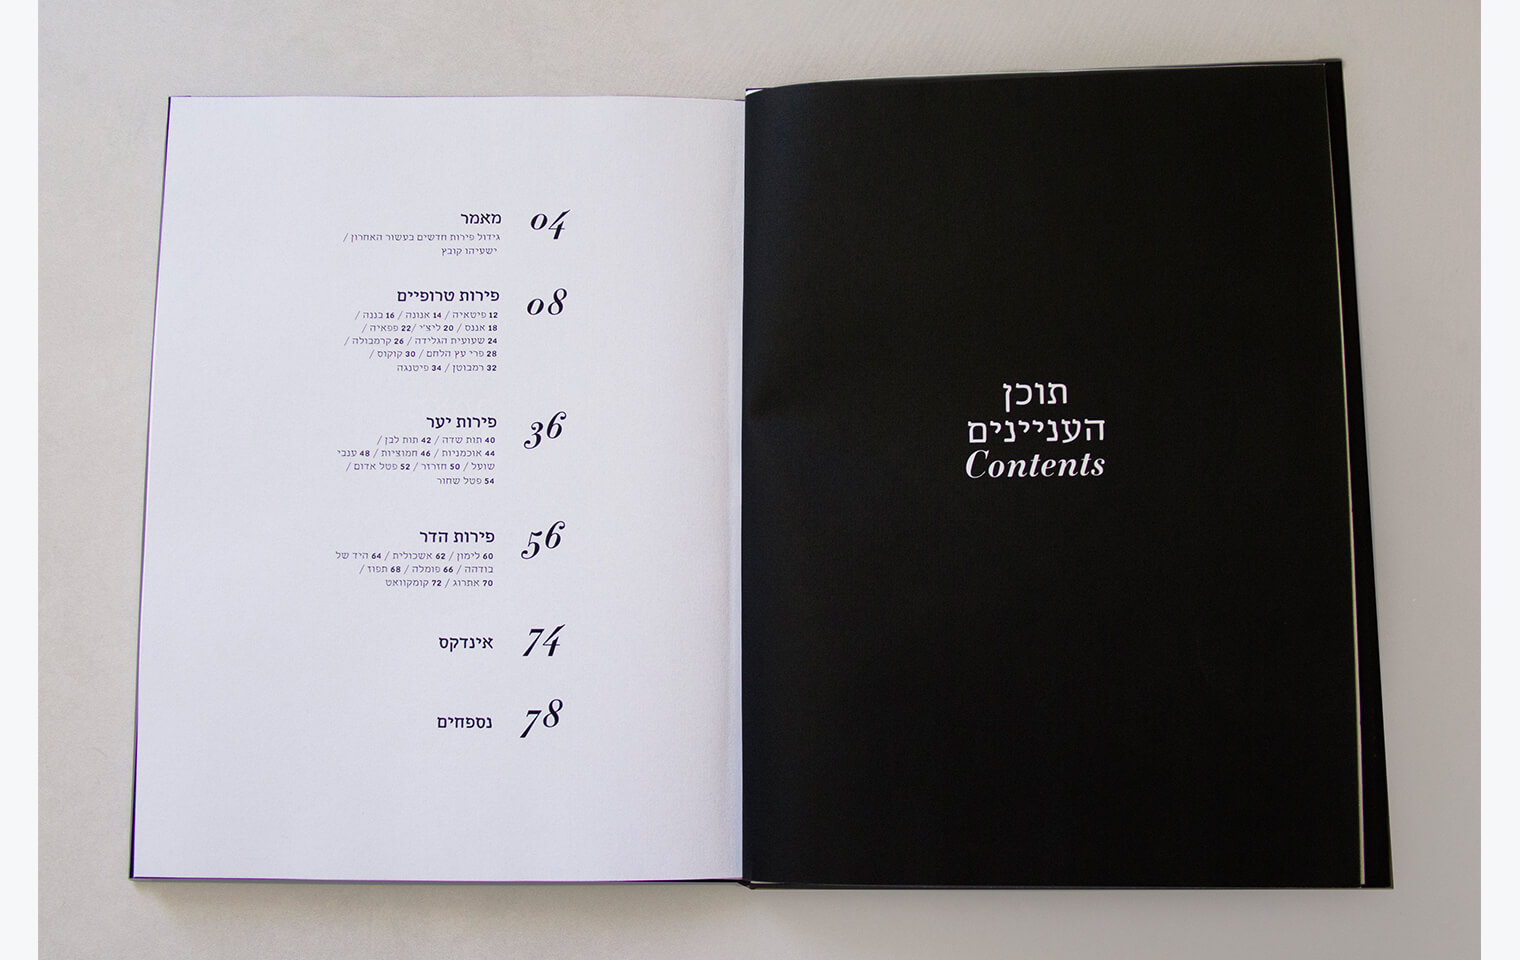 תוכן
העניינים
Contents
04
מאמר
גידול פירות חדשים בעשור האחרון /
ישעיהו קובץ
08
פירות טרופיים
12 פיטאיה / 14 אנונה / 16 בננה /
18 אננס / 20 ליצ'י / 22 פפאיה /
24 שעועית הגלידה / 26 קרמבולה /
28 פרי עץ הלחם / 30 קוקוס /
32 רמבוטן / 34 פיטנגה
36
פירות יער
40 תות שדה / 42 תות לבן /
44 אוכמניות / 46 חמוציות / 48 ענבי
שועל / 50 חזרזר / 52 פטל אדום /
54 פטל שחור
56
פירות הדר
60 לימון / 62 אשכולית / 64 היד של
בודהה / 66 פומלה / 68 תפוז /
70 אתרוג / 72 קומקוואט
74
אינדקס
78
נספחים